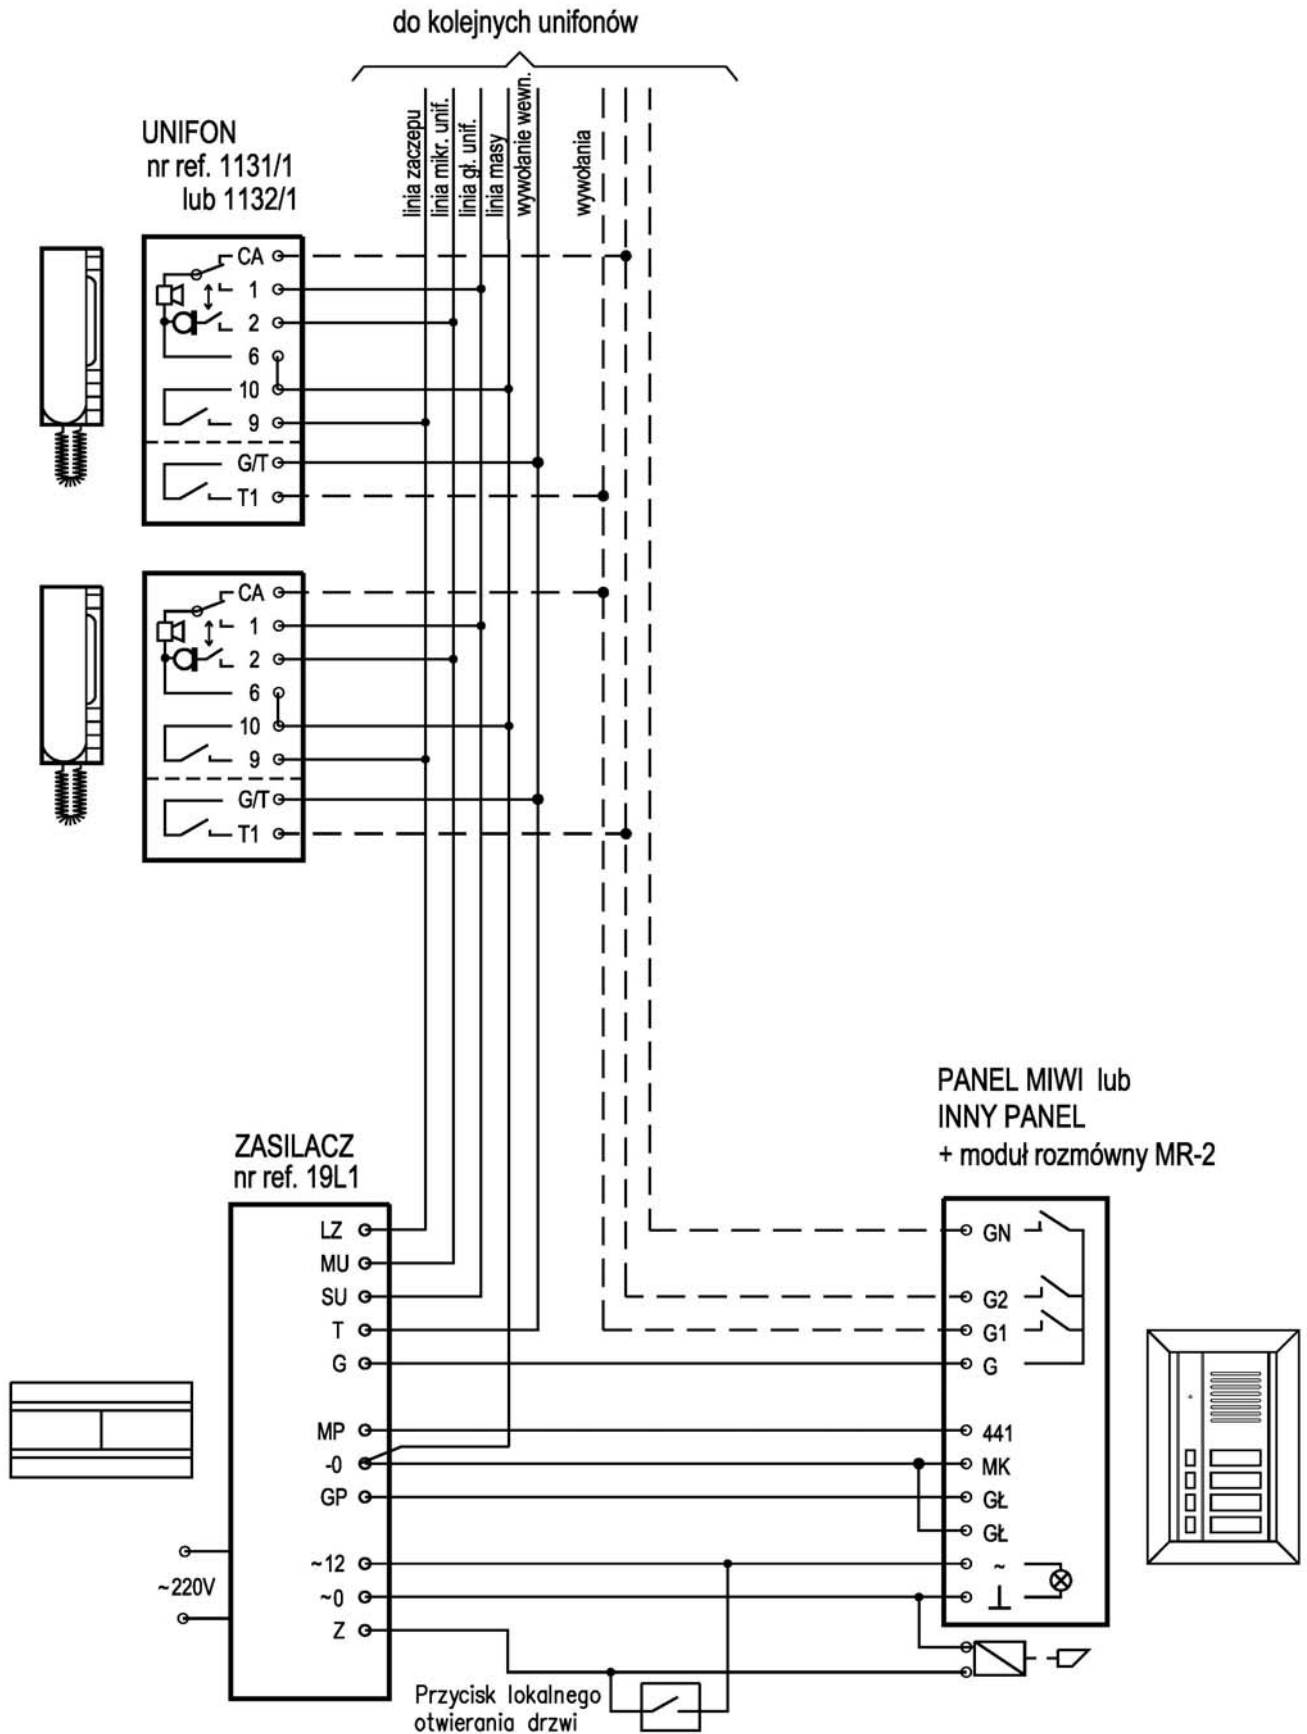 do kolejnych unifonów
linia zaczepu
linia mikr. unif.
linia gł. unif.
linia masy
wywołanie wewn.
wywołania
UNIFON
nr ref. 1131/1
lub 1132/1
CA
1
2
6
10
9
G/T
T1
CA
1
2
6
10
9
G/T
T1
PANEL MIWI lub
INNY PANEL
+ moduł rozmówny MR-2
ZASILACZ
nr ref. 19L1
LZ
MU
SU
T
G
MP
-0
GP
~12
~0
Z
~220V
GN
G2
G1
G
441
MK
GŁ
GŁ
~
Przycisk lokalnego
otwierania drzwi